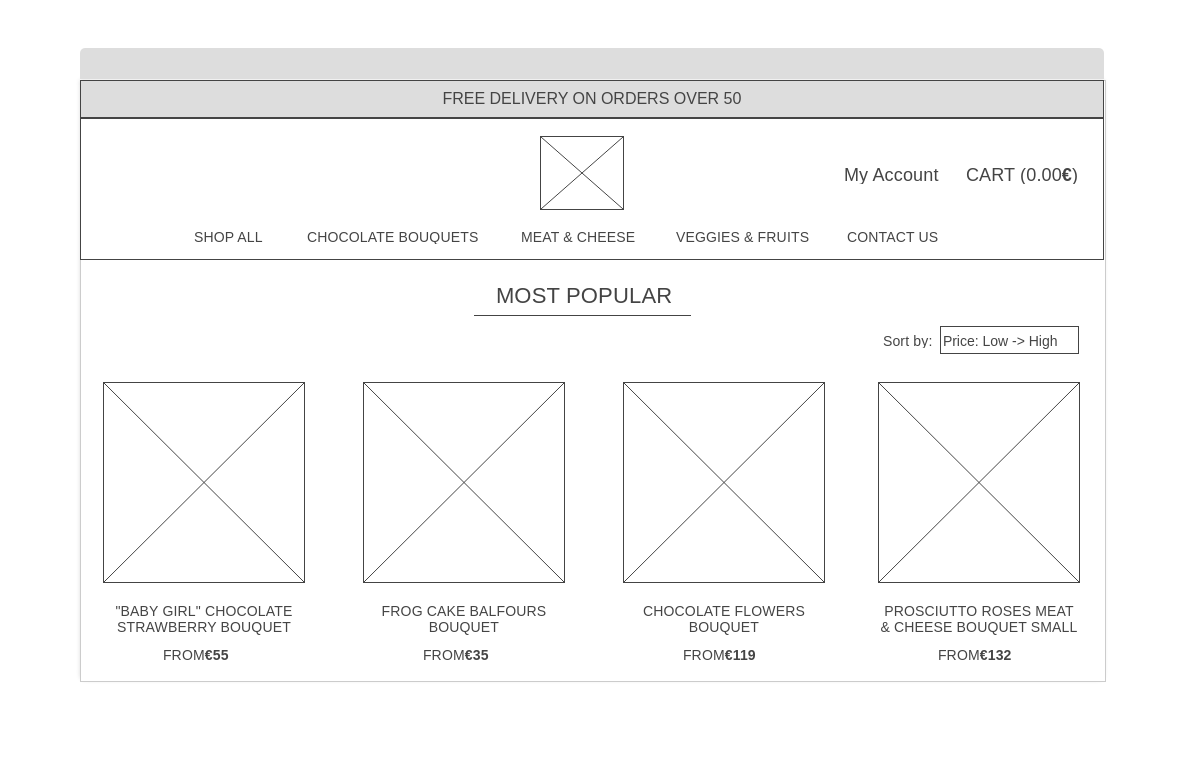 FREE DELIVERY ON ORDERS OVER 50
My Account CART (0.00€)
SHOP ALL CHOCOLATE BOUQUETS MEAT & CHEESE VEGGIES & FRUITS CONTACT US
MOST POPULAR
Sort by: Price: Low -> High
"BABY GIRL" CHOCOLATE
STRAWBERRY BOUQUET
FROM€55
FROG CAKE BALFOURS
BOUQUET
FROM€35
CHOCOLATE FLOWERS
BOUQUET
FROM€119
PROSCIUTTO ROSES MEAT
& CHEESE BOUQUET SMALL
FROM€132